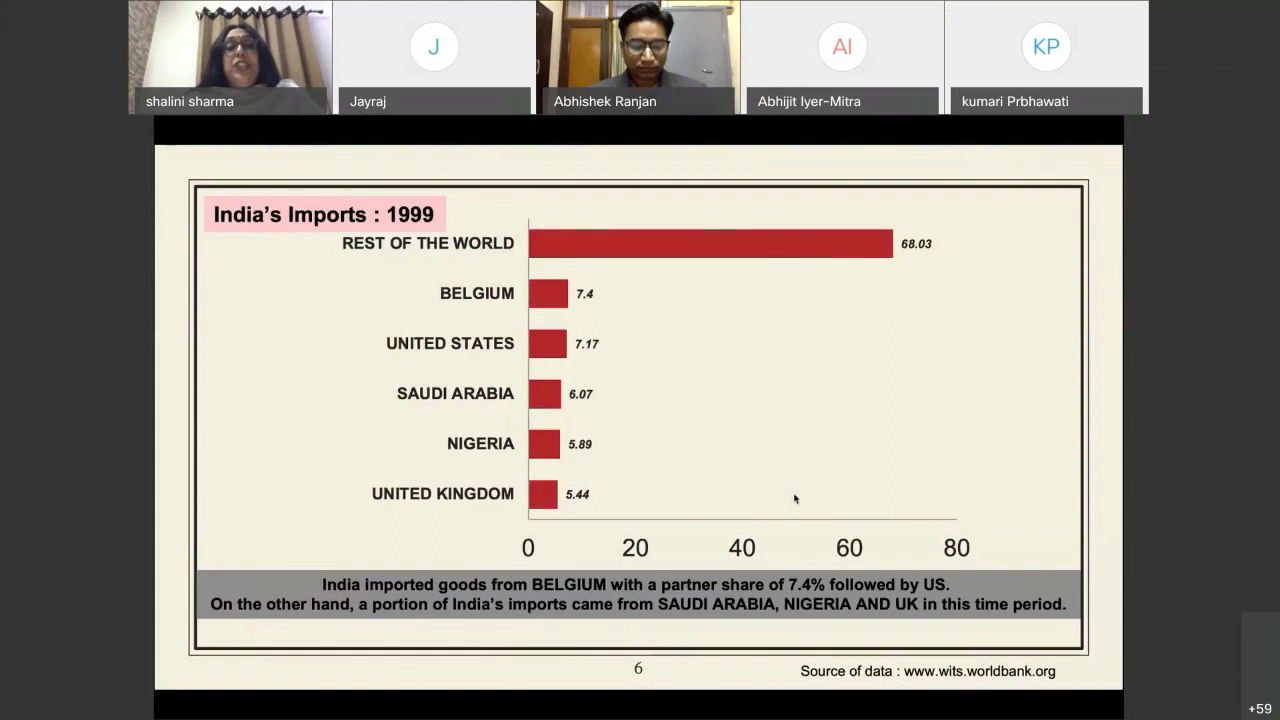 shalini sharma
J
Jayraj
Abhishek Ranjan
AI
Abhijit Iyer-Mitra
KP
kumari Prbhawati
India's Imports : 1999
REST OF THE WORLD 68.03
BELGIUM 7.4
UNITED STATES 7.17
SAUDI ARABIA 6.07
NIGERIA 5.89
UNITED KINGDOM 5.44
0 20 40 60 80
India imported goods from BELGIUM with a partner share of 7.4% followed by US.
On the other hand, a portion of India's imports came from SAUDI ARABIA, NIGERIA AND UK in this time period.
6
Source of data : www.wits.worldbank.org
+59